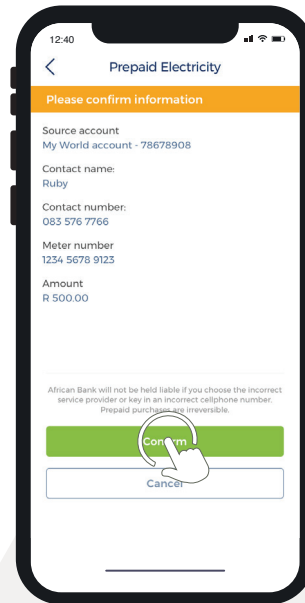 12:40
Prepaid Electricity
Please confirm information
Source account
My World account - 78678908
Contact name:
Ruby
Contact number:
083 576 7766
Meter number
1234 5678 9123
Amount
R 500.00
African Bank will not be held liable if you choose the incorrect
service provider or key in an incorrect cellphone number.
Prepaid purchases are irreversible.
Confirm
Cancel